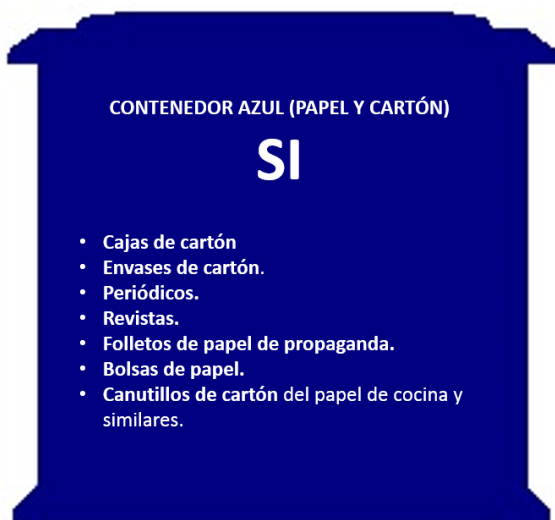 CONTENEDOR AZUL (PAPEL Y CARTÓN)
SI
• Cajas de cartón
• Envases de cartón.
• Periódicos.
• Revistas.
• Folletos de papel de propaganda.
• Bolsas de papel.
• Canutillos de cartón del papel de cocina y
similares.